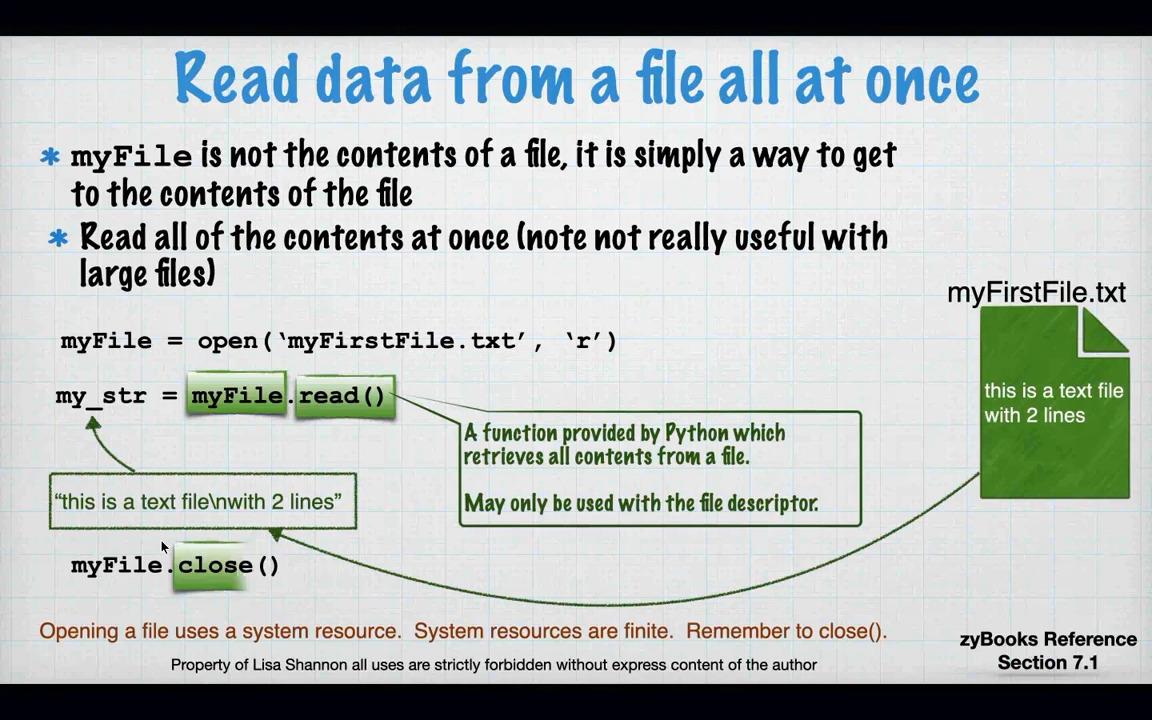 Read data from a file all at once
* myFile is not the contents of a file, it is simply a way to get
to the contents of the file
* Read all of the contents at once (note not really useful with
large files)
myFirstFile.txt
myFile = open(‘myFirstFile.txt’, ‘r’)
this is a text file
with 2 lines
my_str = myFile.read()
A function provided by Python which
retrieves all contents from a file.
May only be used with the file descriptor.
“this is a text file\nwith 2 lines”
myFile.close()
Opening a file uses a system resource.  System resources are finite.  Remember to close().
zyBooks Reference
Section 7.1
Property of Lisa Shannon all uses are strictly forbidden without express content of the author